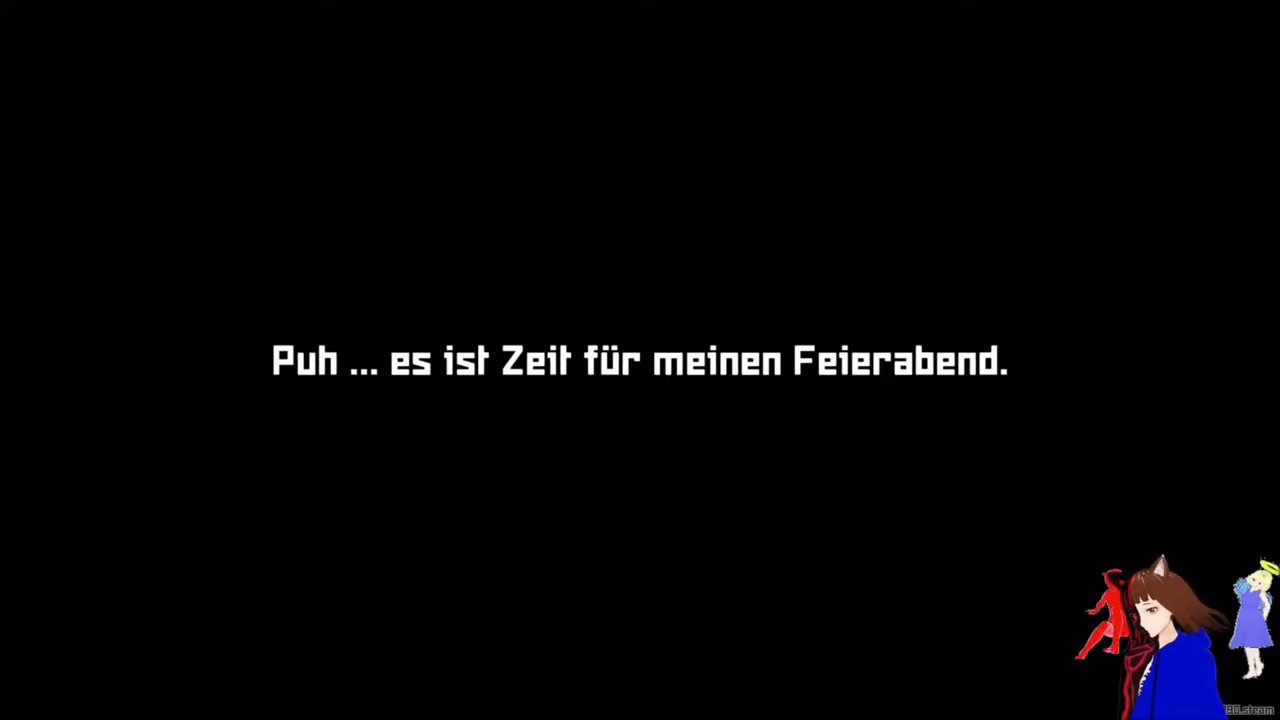 Puh ... es ist Zeit für meinen Feierabend.